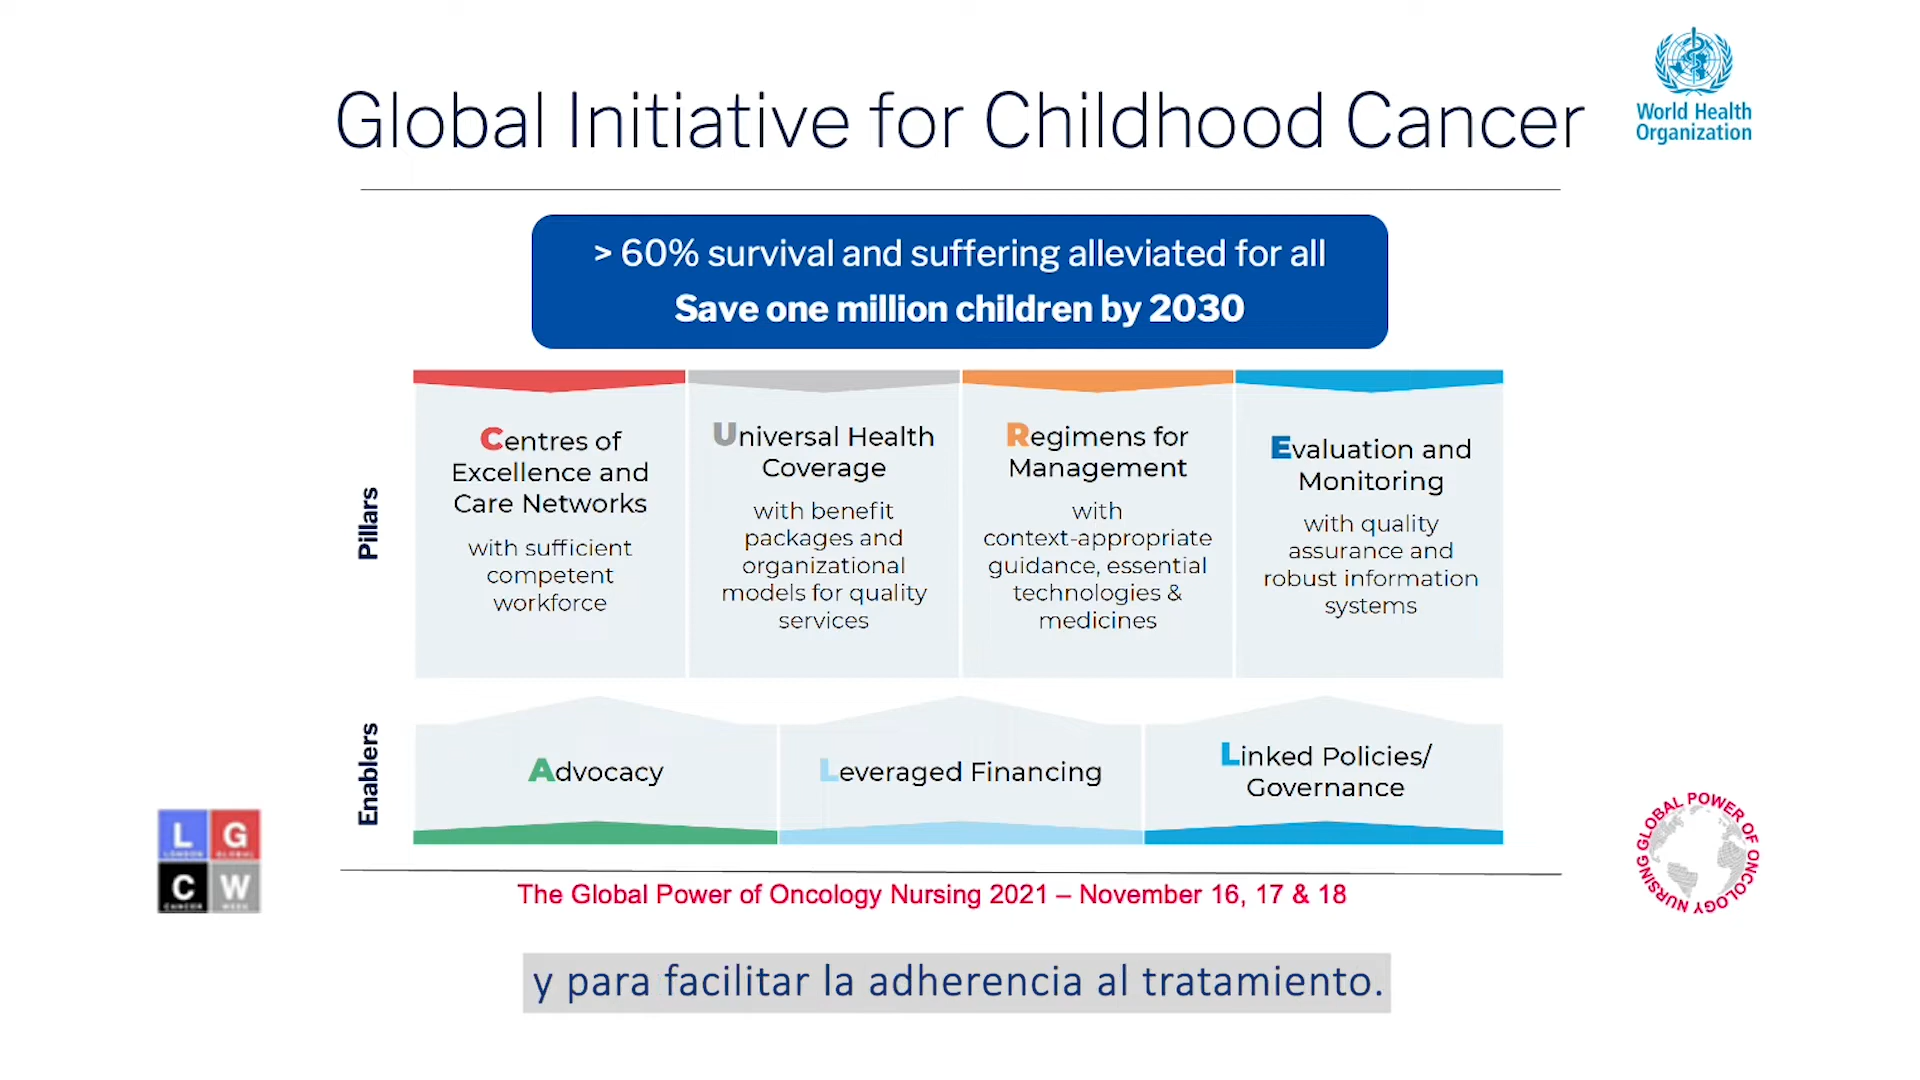 World Health
Organization
Global Initiative for Childhood Cancer
> 60% survival and suffering alleviated for all
Save one million children by 2030
Pillars
Centres of
Excellence and
Care Networks
with sufficient
competent
workforce
Universal Health
Coverage
with benefit
packages and
organizational
models for quality
services
Regimens for
Management
with
context-appropriate
guidance, essential
technologies &
medicines
Evaluation and
Monitoring
with quality
assurance and
robust information
systems
Enablers
Advocacy
Leveraged Financing
Linked Policies/
Governance
L G
LONDON GLOBAL
C W
CANCER WEEK
The Global Power of Oncology Nursing 2021 – November 16, 17 & 18
GLOBAL POWER OF ONCOLOGY NURSING
y para facilitar la adherencia al tratamiento.